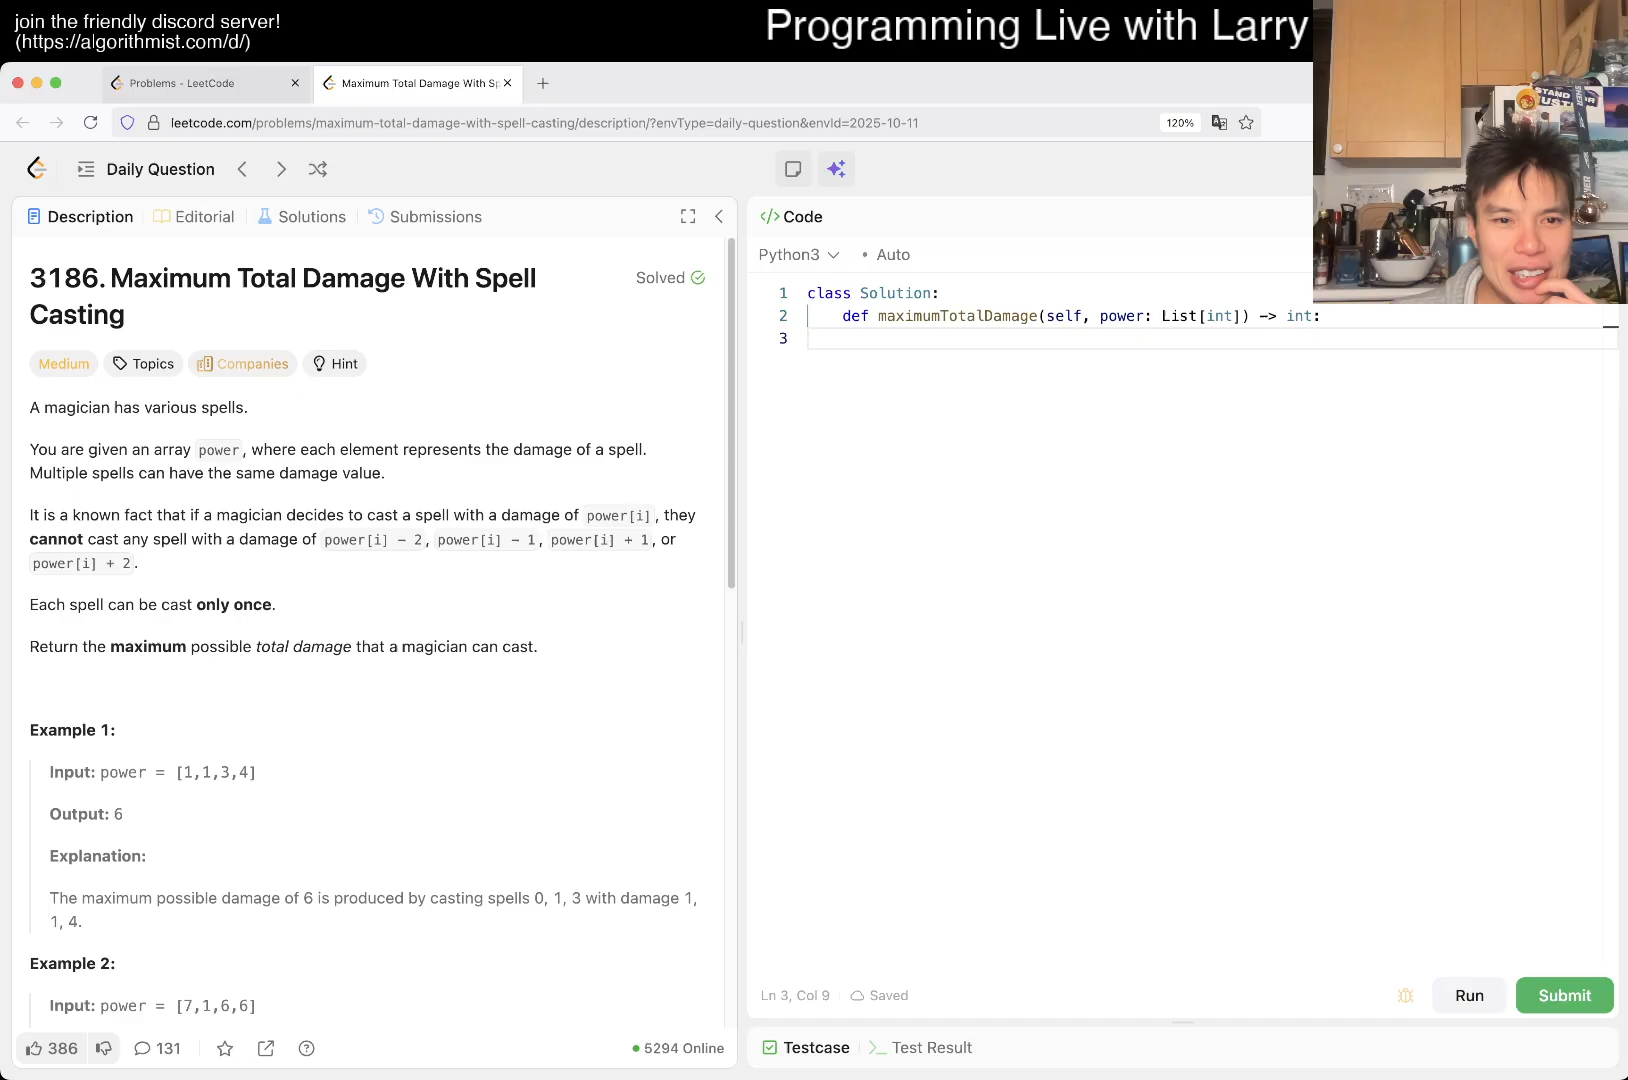 join the friendly discord server!
(https://algorithmist.com/d/)
Programming Live with Larry
Problems - LeetCode
Maximum Total Damage With Sp
leetcode.com/problems/maximum-total-damage-with-spell-casting/description/?envType=daily-question&envId=2025-10-11
120%
Daily Question
Description
Editorial
Solutions
Submissions
3186. Maximum Total Damage With Spell
Casting
Solved
Medium
Topics
Companies
Hint
A magician has various spells.
You are given an array power, where each element represents the damage of a spell.
Multiple spells can have the same damage value.
It is a known fact that if a magician decides to cast a spell with a damage of power[i], they
cannot cast any spell with a damage of power[i] - 2, power[i] - 1, power[i] + 1, or
power[i] + 2.
Each spell can be cast only once.
Return the maximum possible total damage that a magician can cast.
Example 1:
Input: power = [1,1,3,4]
Output: 6
Explanation:
The maximum possible damage of 6 is produced by casting spells 0, 1, 3 with damage 1,
1, 4.
Example 2:
Input: power = [7,1,6,6]
386
131
5294 Online
</> Code
Python3
• Auto
1 class Solution:
2 def maximumTotalDamage(self, power: List[int]) -> int:
3
Ln 3, Col 9
Saved
Run
Submit
Testcase
Test Result
STAND